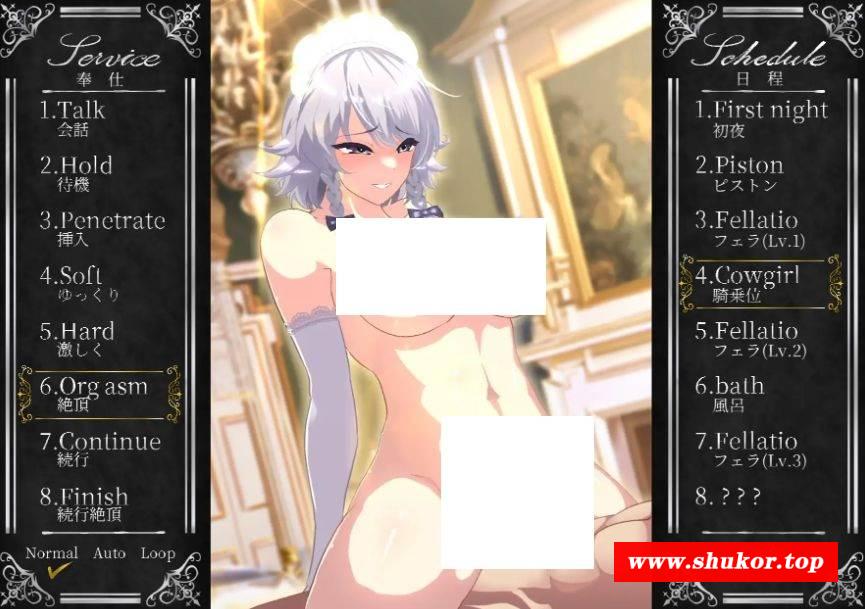 Service
奉仕
1.Talk
会話
2.Hold
待機
3.Penetrate
挿入
4.Soft
ゆっくり
5.Hard
激しく
6.Orgasm
絶頂
7.Continue
続行
8.Finish
続行絶頂
Normal Auto Loop
Schedule
日程
1.First night
初夜
2.Piston
ピストン
3.Fellatio
フェラ(Lv.1)
4.Cowgirl
騎乗位
5.Fellatio
フェラ(Lv.2)
6.bath
風呂
7.Fellatio
フェラ(Lv.3)
8.???
www.shukor.top